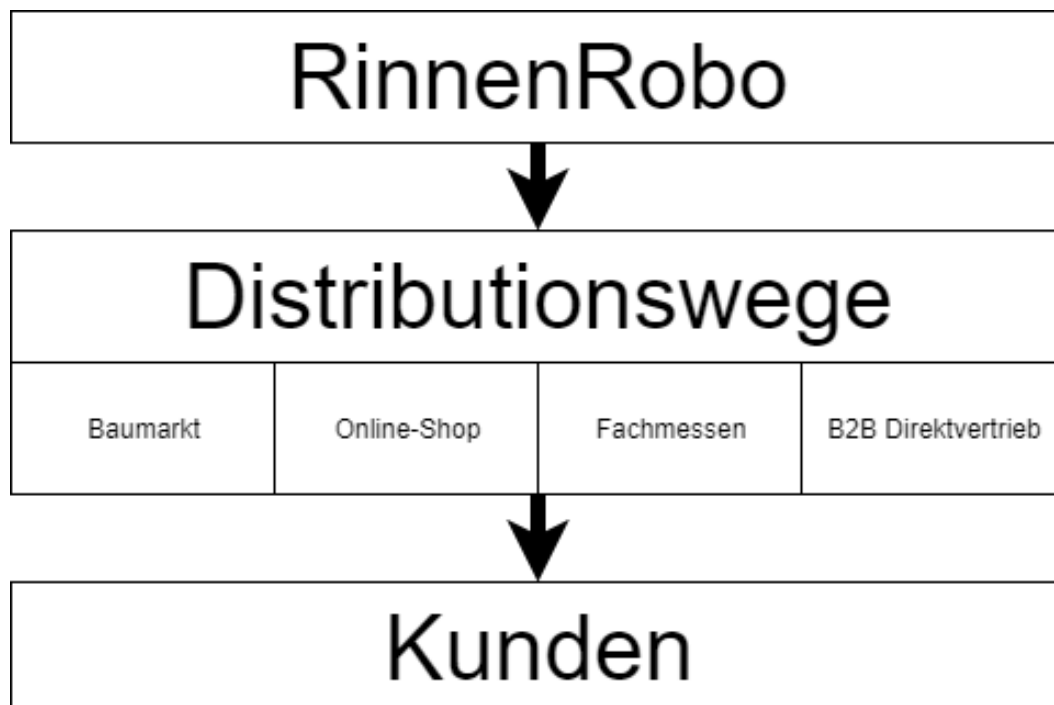 RinnenRobo
Distributionswege
Baumarkt
Online-Shop
Fachmessen
B2B Direktvertrieb
Kunden